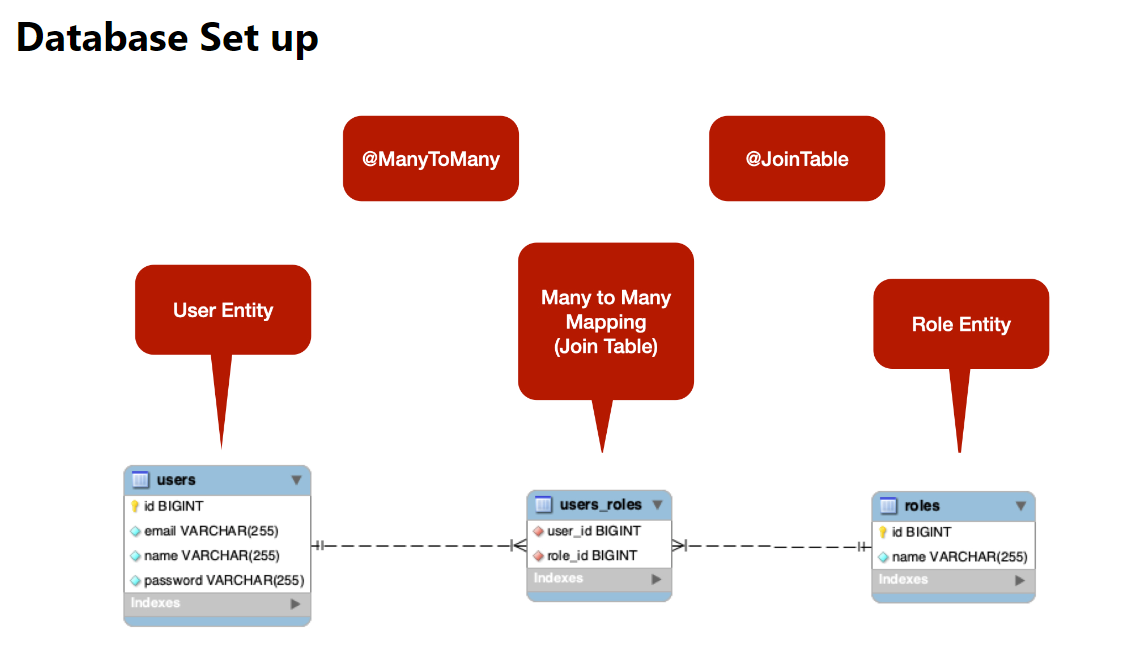 Database Set up
@ManyToMany
@JoinTable
User Entity
Many to Many
Mapping
(Join Table)
Role Entity
users
id BIGINT
email VARCHAR(255)
name VARCHAR(255)
password VARCHAR(255)
Indexes
users_roles
user_id BIGINT
role_id BIGINT
Indexes
roles
id BIGINT
name VARCHAR(255)
Indexes